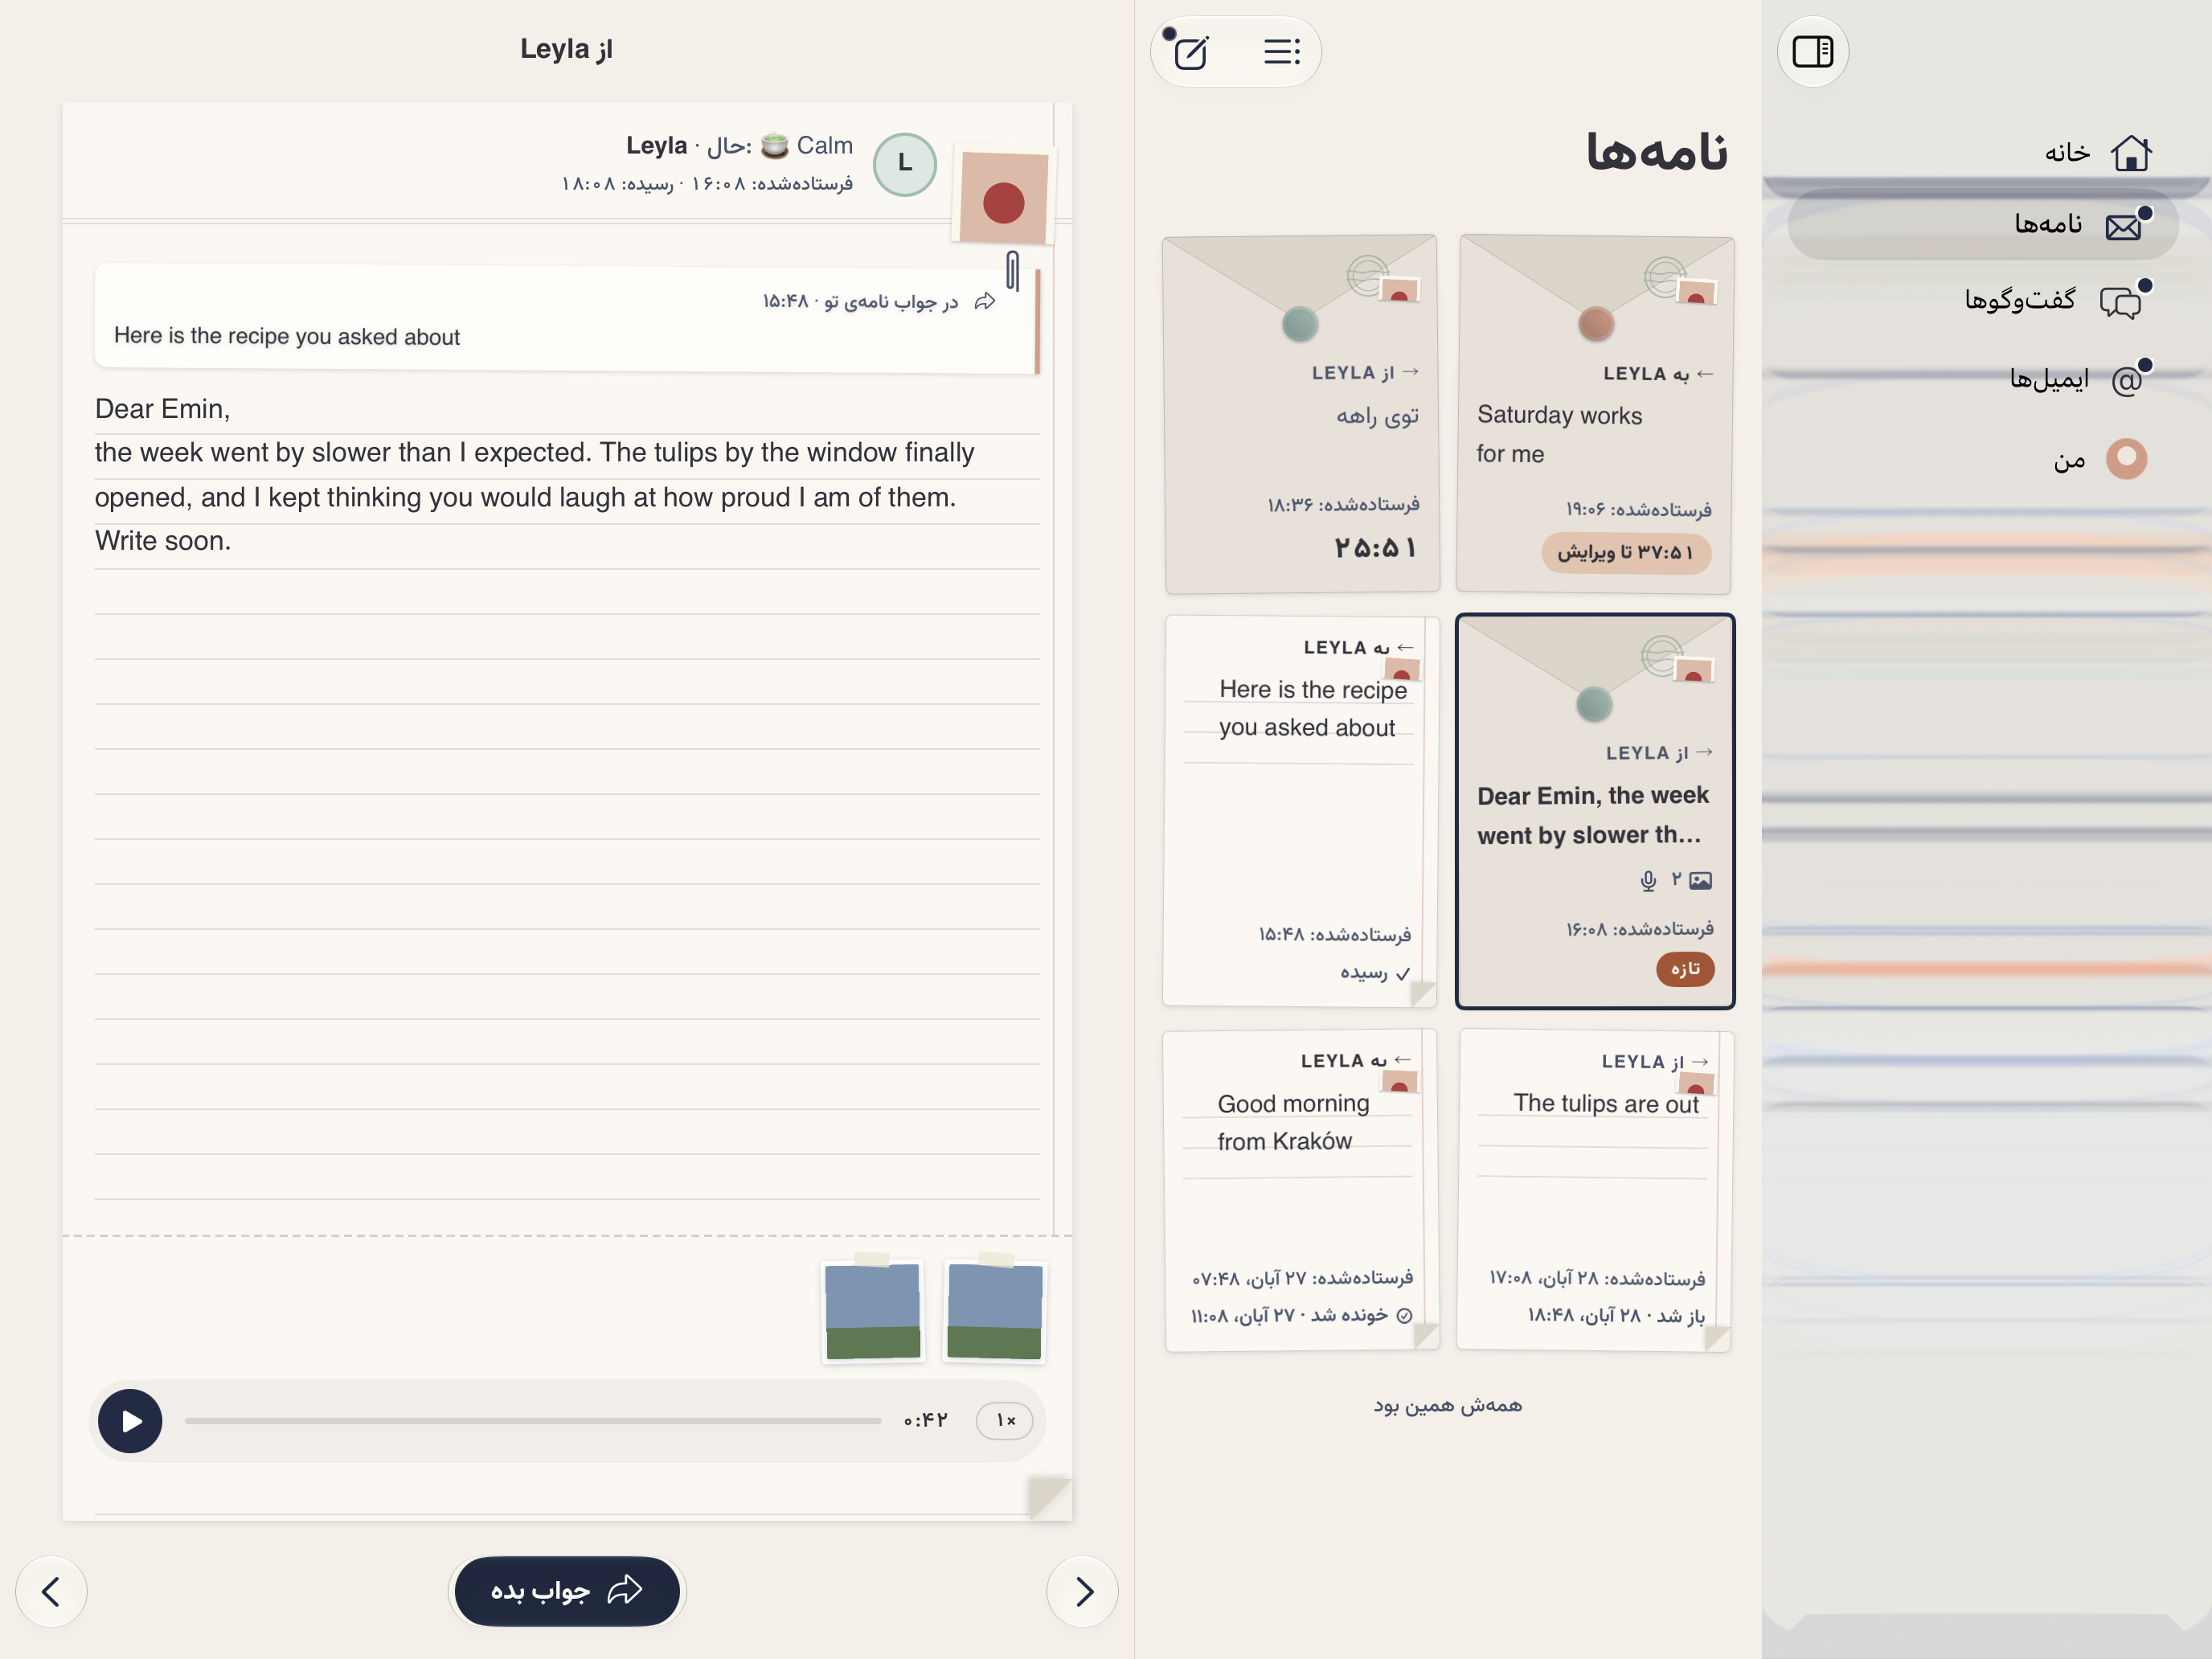 خانه
نامه‌ها
گفت‌وگوها
@
ایمیل‌ها
من
نامه‌ها
← به LEYLA
Saturday works
for me
فرستاده‌شده: ۱۹:۰۶
۳۷:۵۱ تا ویرایش
→ از LEYLA
توی راهه
فرستاده‌شده: ۱۸:۳۶
۲۵:۵۱
→ از LEYLA
Dear Emin, the week
went by slower th…
۲
فرستاده‌شده: ۱۶:۰۸
تازه
← به LEYLA
Here is the recipe
you asked about
فرستاده‌شده: ۱۵:۴۸
رسیده
→ از LEYLA
The tulips are out
فرستاده‌شده: ۲۸ آبان، ۱۷:۰۸
باز شد · ۲۸ آبان، ۱۸:۴۸
← به LEYLA
Good morning
from Kraków
فرستاده‌شده: ۲۷ آبان، ۰۷:۴۸
خونده شد · ۲۷ آبان، ۱۱:۰۸
همه‌ش همین بود
از Leyla
L
Leyla · حال: 🍵 Calm
فرستاده‌شده: ۱۶:۰۸ · رسیده: ۱۸:۰۸
در جواب نامه‌ی تو · ۱۵:۴۸
Here is the recipe you asked about
Dear Emin,
the week went by slower than I expected. The tulips by the window finally
opened, and I kept thinking you would laugh at how proud I am of them.
Write soon.
۰:۴۲
۱×
جواب بده